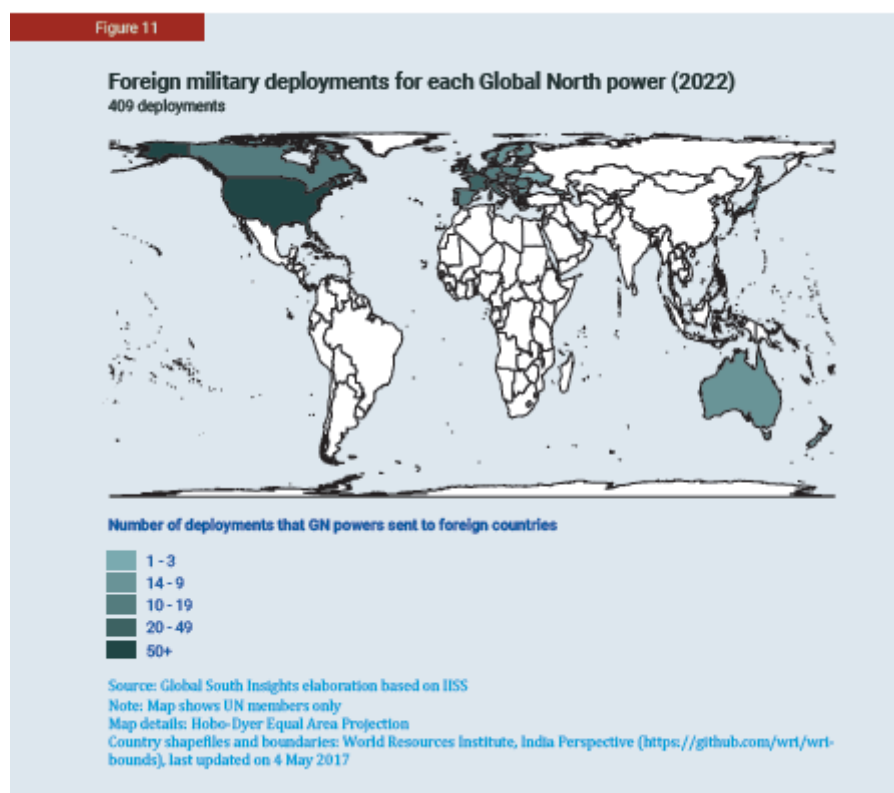 Figure 11
Foreign military deployments for each Global North power (2022)
409 deployments
Number of deployments that GN powers sent to foreign countries
1 - 3
14 - 9
10 - 19
20 - 49
50+
Source: Global South Insights elaboration based on IISS
Note: Map shows UN members only
Map details: Hobo-Dyer Equal Area Projection
Country shapefiles and boundaries: World Resources Institute, India Perspective (https://github.com/wri/wri-
bounds), last updated on 4 May 2017